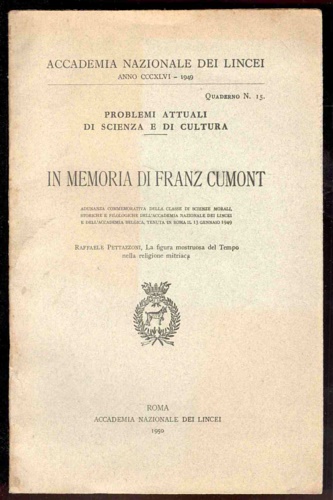 ACCADEMIA NAZIONALE DEI LINCEI
ANNO CCCXLVI - 1949
QUADERNO N. 15.
PROBLEMI ATTUALI
DI SCIENZA E DI CULTURA
IN MEMORIA DI FRANZ CUMONT
ADUNANZA COMMEMORATIVA DELLA CLASSE DI SCIENZE MORALI,
STORICHE E FILOLOGICHE DELL'ACCADEMIA NAZIONALE DEI LINCEI
E DELL'ACCADEMIA BELGICA, TENUTA IN ROMA IL 15 GENNAIO 1949
RAFFAELE PETTAZZONI, La figura mostruosa del Tempo
nella religione mitriaca
ROMA
ACCADEMIA NAZIONALE DEI LINCEI
1950